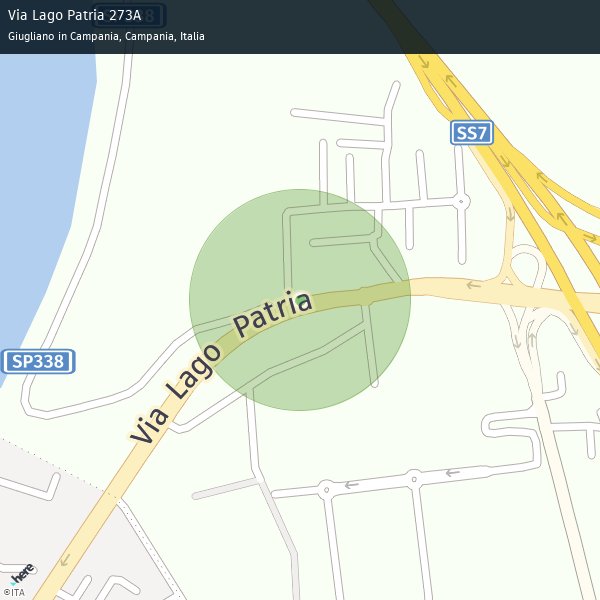 Via Lago Patria 273A
Giugliano in Campania, Campania, Italia
SS7
Via Lago Patria
SP338
here
©ITA